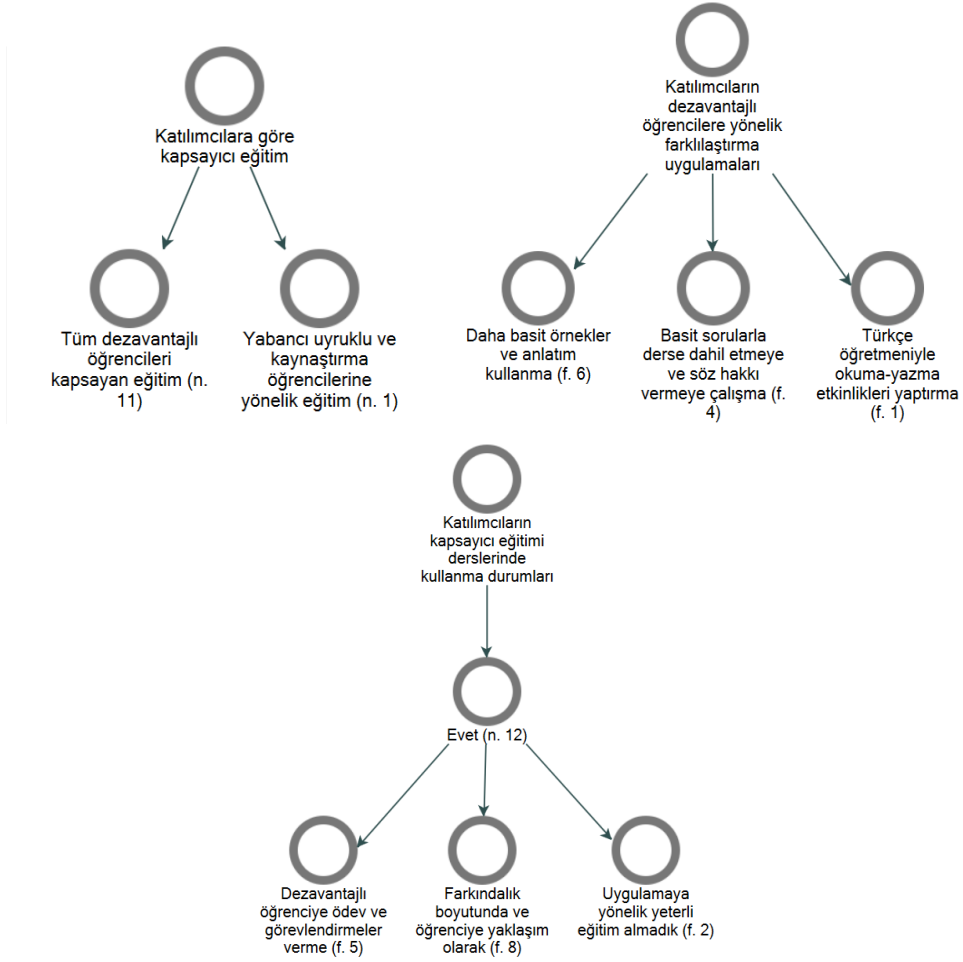 Katılımcılara göre
kapsayıcı eğitim
Tüm dezavantajlı
öğrencileri
kapsayan eğitim (n.
11)
Yabancı uyruklu ve
kaynaştırma
öğrencilerine
yönelik eğitim (n. 1)
Katılımcıların
dezavantajlı
öğrencilere yönelik
farklılaştırma
uygulamaları
Daha basit örnekler
ve anlatım
kullanma (f. 6)
Basit sorularla
derse dahil etmeye
ve söz hakkı
vermeye çalışma (f.
4)
Türkçe
öğretmeniyle
okuma-yazma
etkinlikleri yaptırma
(f. 1)
Katılımcıların
kapsayıcı eğitimi
derslerinde
kullanma durumları
Evet (n. 12)
Dezavantajlı
öğrenciye ödev ve
görevlendirmeler
verme (f. 5)
Farkındalık
boyutunda ve
öğrenciye yaklaşım
olarak (f. 8)
Uygulamaya
yönelik yeterli
eğitim almadık (f. 2)